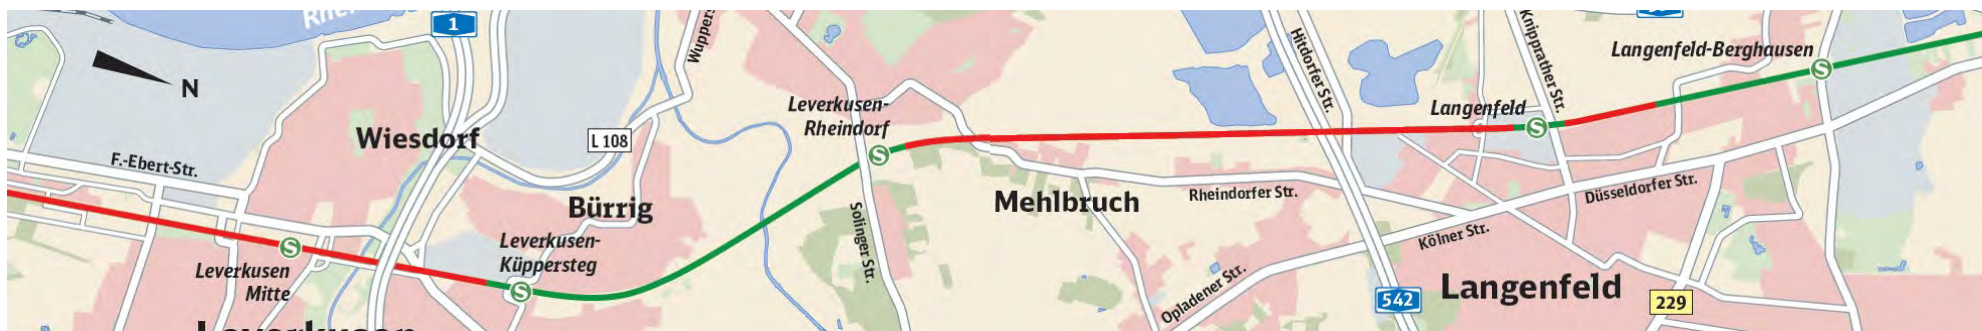 1
Langenfeld-Berghausen
N
Hitdorfer Str.
Knipprather Str.
Leverkusen-
Rheindorf
Langenfeld
S
S
S
Wiesdorf
L 108
F.-Ebert-Str.
Bürrig
Mehlbruch
Rheindorfer Str.
Düsseldorfer Str.
Solinger Str.
Kölner Str.
Leverkusen-
Küppersteg
S
S
Leverkusen
Mitte
Opladener Str.
542
Langenfeld
229
Leverkusen